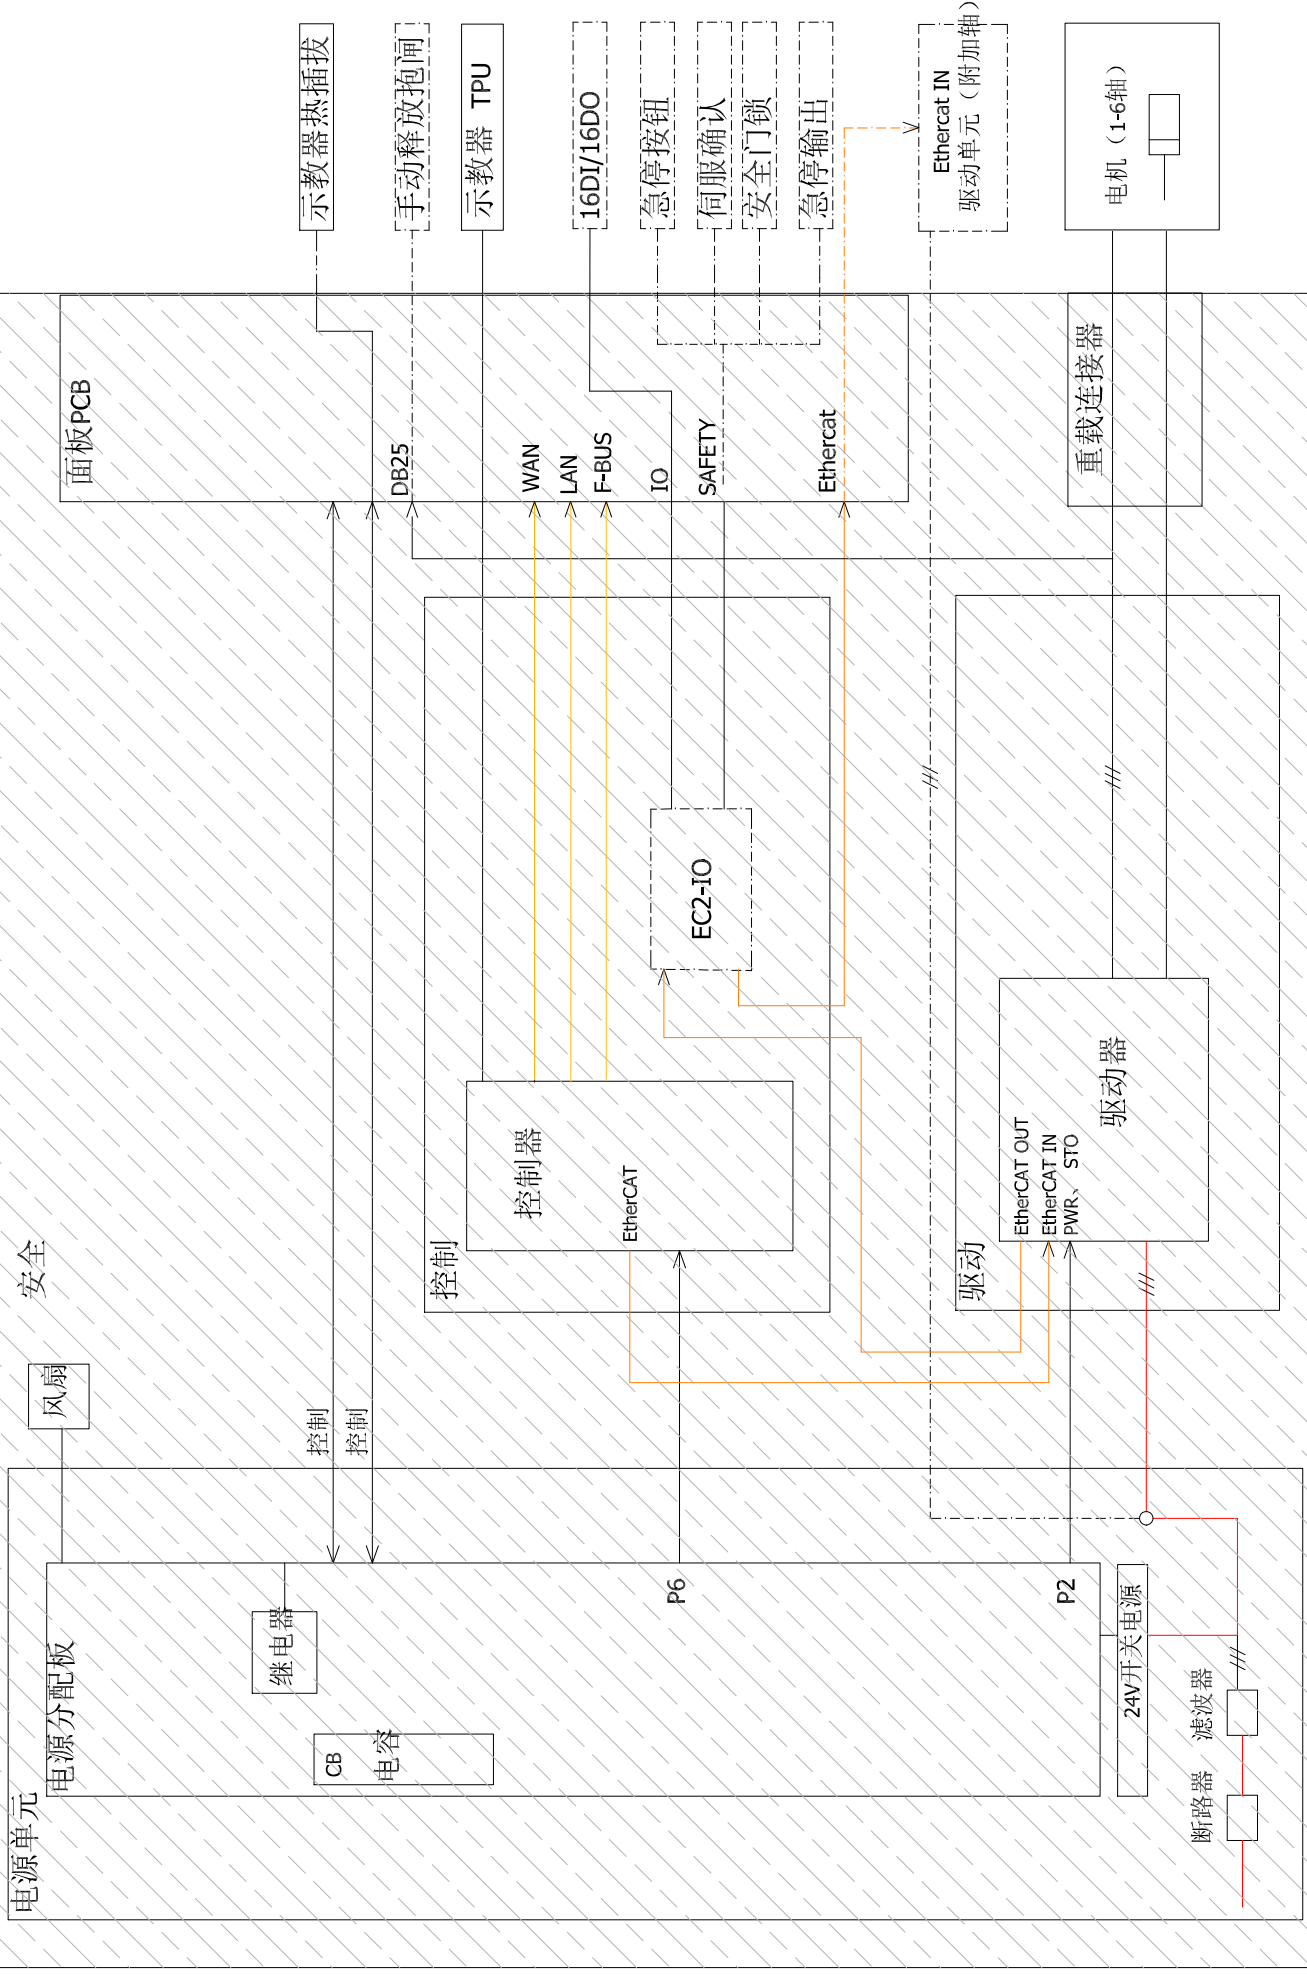 电源单元
电源分配板
继电器
CB
电容
P6
P2
24V开关电源
断路器
滤波器
风扇
安全
控制
控制
控制
控制器
EtherCAT
EC2-IO
驱动
驱动器
EtherCAT OUT
EtherCAT IN
PWR、STO
面板PCB
DB25
WAN
LAN
F-BUS
IO
SAFETY
Ethercat
重载连接器
示教器热插拔
手动释放抱闸
示教器 TPU
16DI/16DO
急停按钮
伺服确认
安全门锁
急停输出
Ethercat IN
驱动单元（附加轴）
电机（1-6轴）